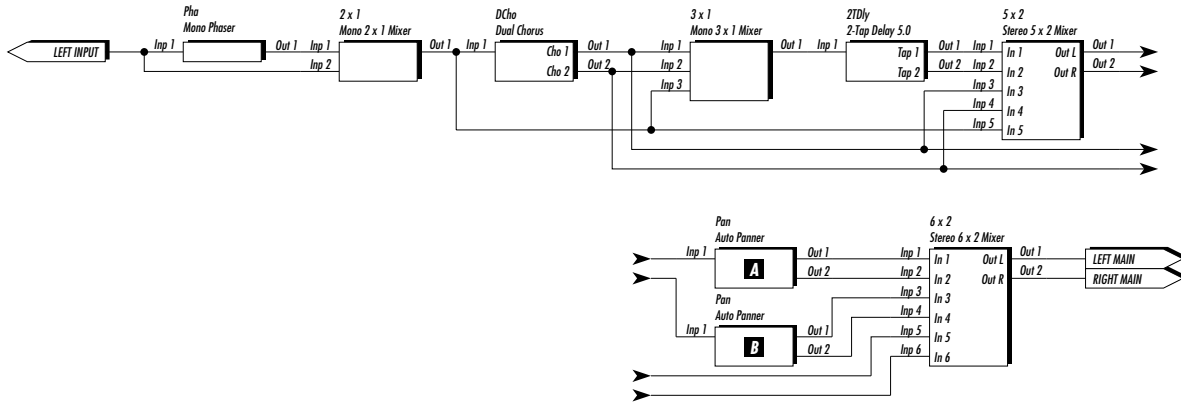 Pha
Mono Phaser
2 x 1
Mono 2 x 1 Mixer
DCho
Dual Chorus
3 x 1
Mono 3 x 1 Mixer
2TDly
2-Tap Delay 5.0
5 x 2
Stereo 5 x 2 Mixer
LEFT INPUT
Inp 1
Out 1
Inp 1
Inp 2
Out 1
Inp 1
Cho 1
Cho 2
Out 1
Out 2
Inp 1
Inp 2
Inp 3
Out 1
Inp 1
Tap 1
Tap 2
Out 1
Out 2
Inp 1
Inp 2
Inp 3
Inp 4
Inp 5
In 1
In 2
In 3
In 4
In 5
Out L
Out R
Out 1
Out 2
Pan
Auto Panner
Inp 1
A
Out 1
Out 2
Pan
Auto Panner
Inp 1
B
Out 1
Out 2
6 x 2
Stereo 6 x 2 Mixer
Inp 1
Inp 2
Inp 3
Inp 4
Inp 5
Inp 6
In 1
In 2
In 3
In 4
In 5
In 6
Out L
Out R
Out 1
Out 2
LEFT MAIN
RIGHT MAIN